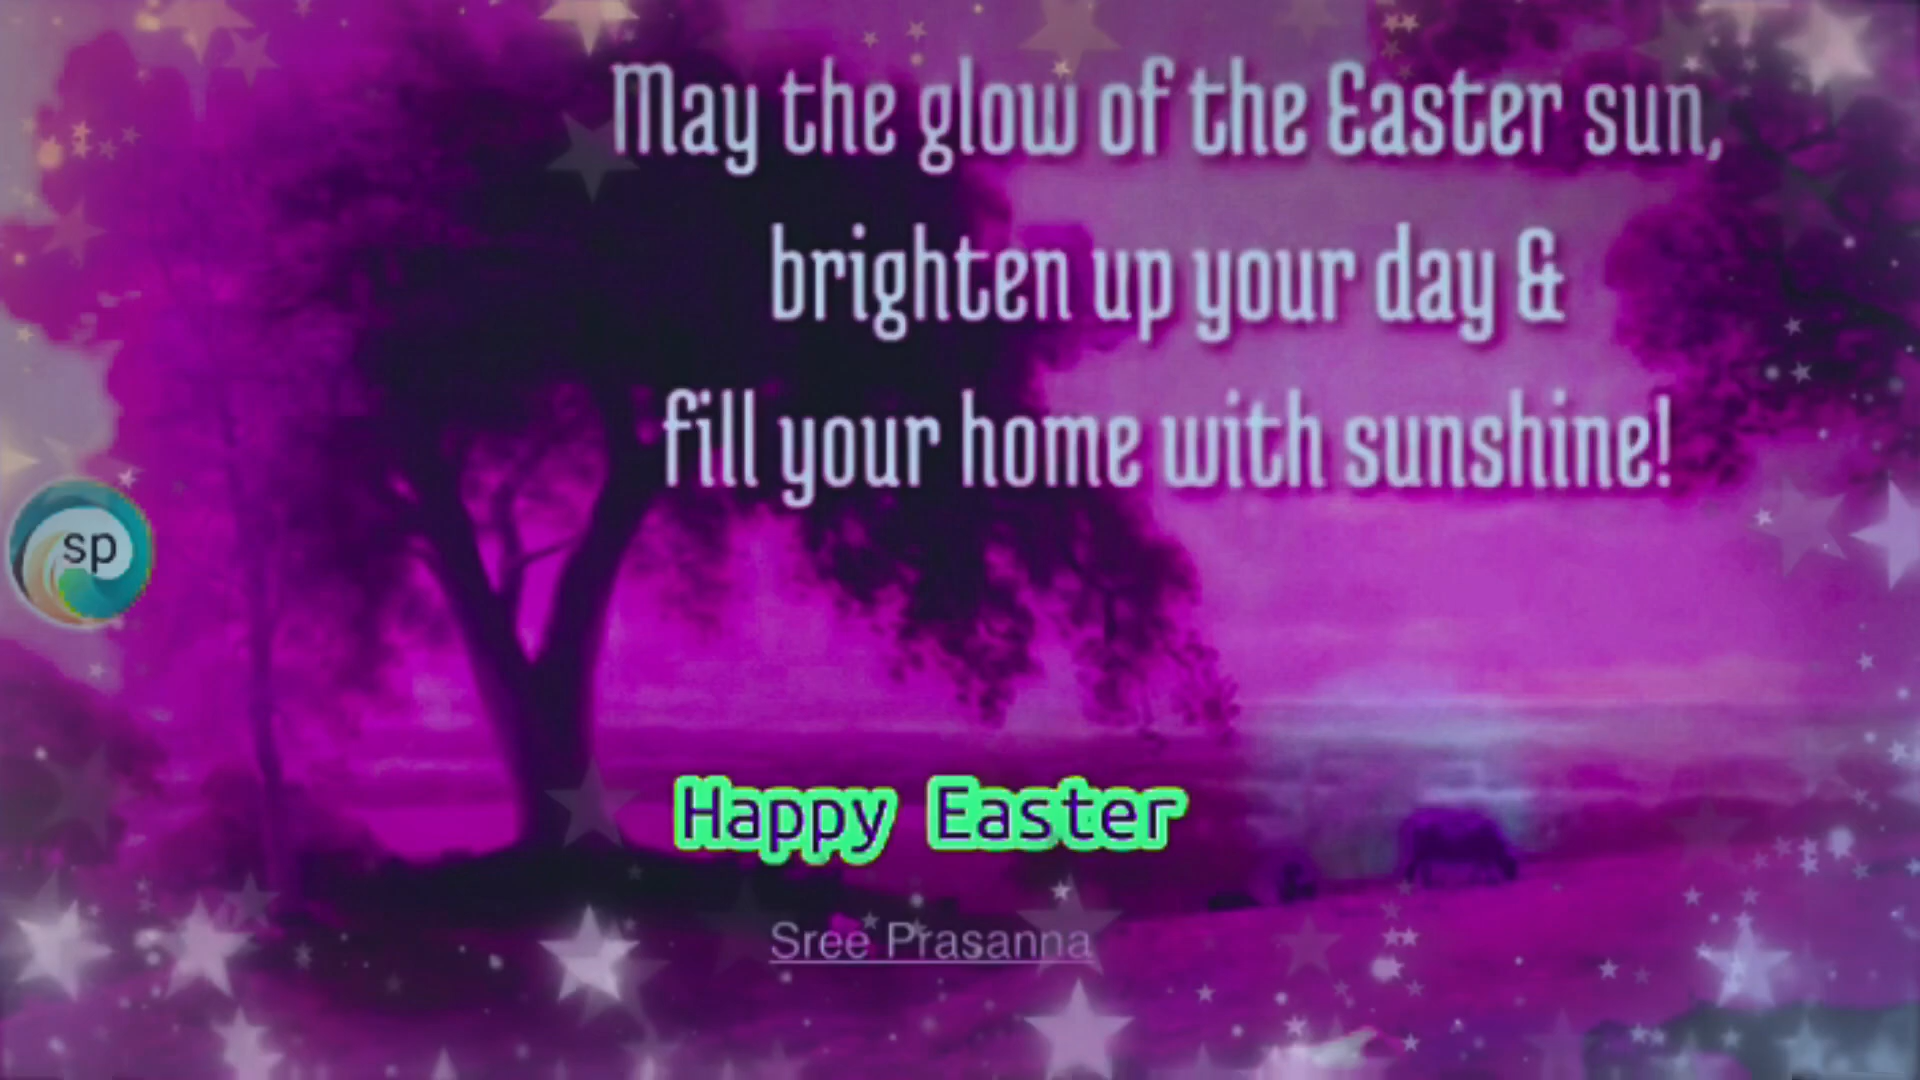 May the glow of the Easter sun,
brighten up your day &
fill your home with sunshine!
sp
Happy Easter
Sree Prasanna